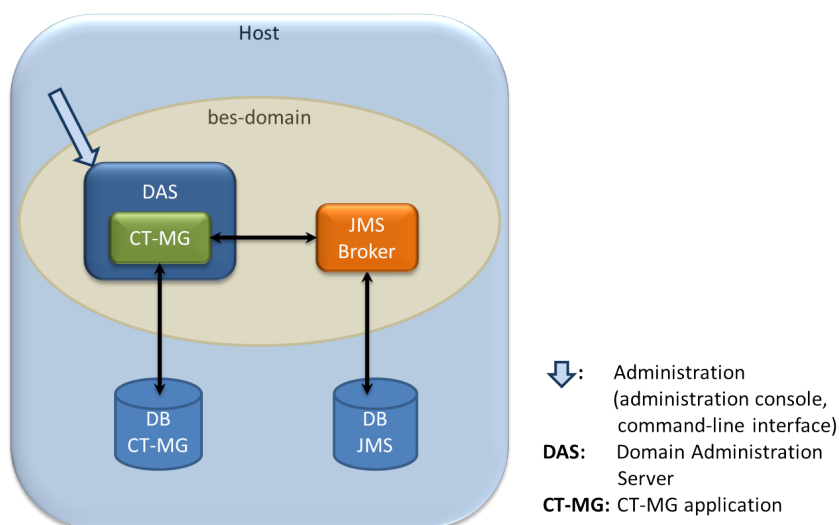 Host
bes-domain
DAS
CT-MG
JMS
Broker
DB
CT-MG
DB
JMS
: Administration
(administration console,
command-line interface)
DAS: Domain Administration
Server
CT-MG: CT-MG application